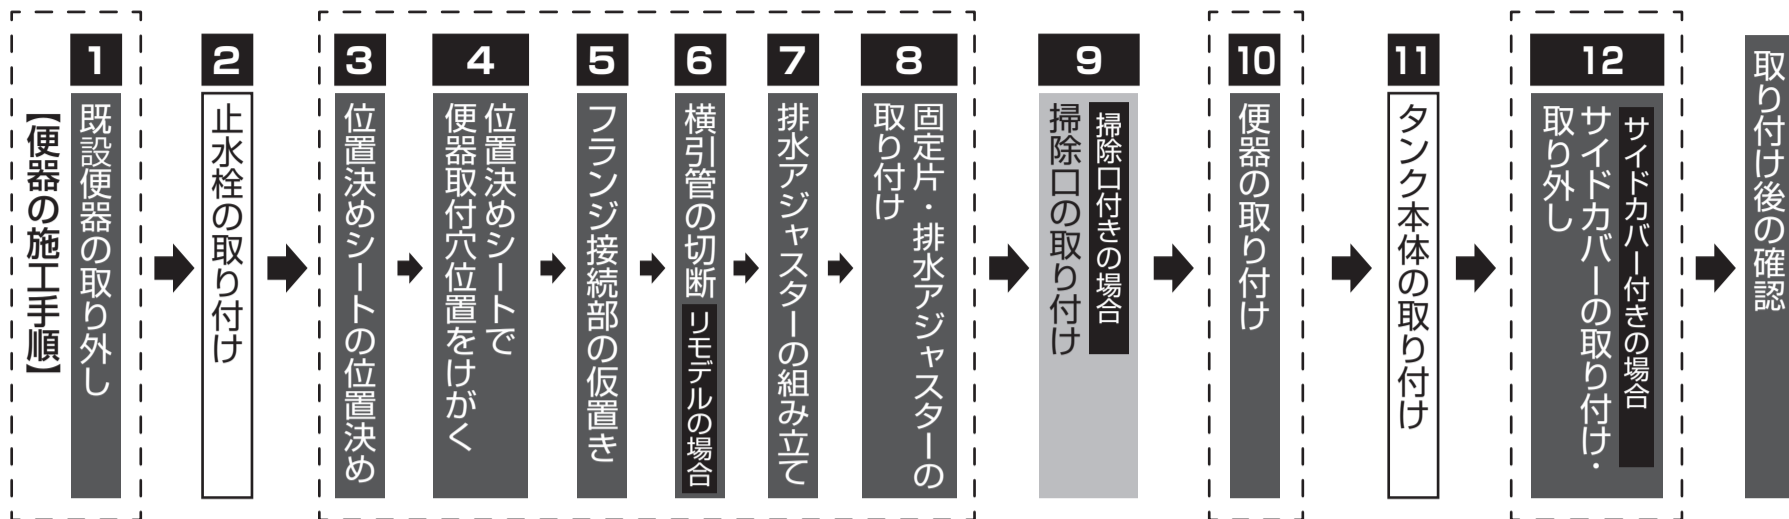 【便器の施工手順】
1
既設便器の取り外し
2
止水栓の取り付け
3
位置決めシートの位置決め
4
位置決めシートで
便器取付穴位置をけがく
5
フランジ接続部の仮置き
6
横引管の切断 リモデルの場合
7
排水アジャスターの組み立て
8
固定片・排水アジャスターの
取り付け
9
掃除口付きの場合
掃除口の取り付け
10
便器の取り付け
11
タンク本体の取り付け
12
サイドカバー付きの場合
サイドカバーの取り付け・
取り外し
取り付け後の確認